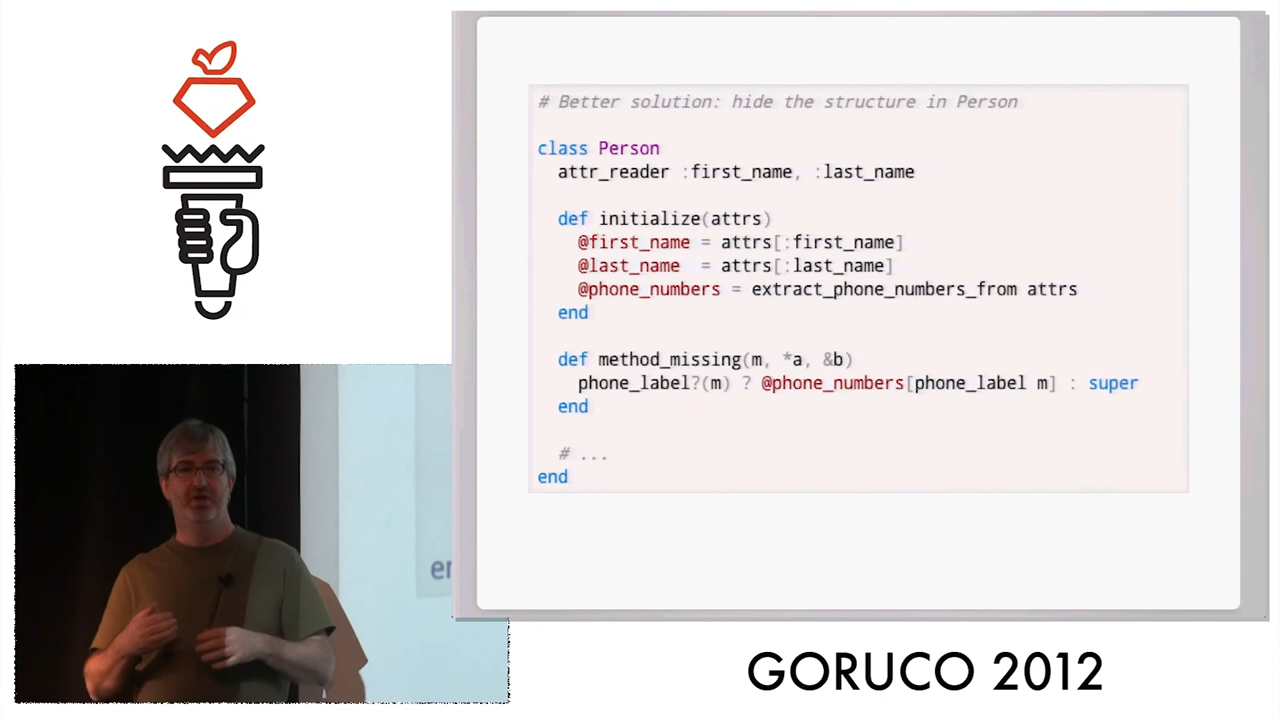 # Better solution: hide the structure in Person
class Person
attr_reader :first_name, :last_name
def initialize(attrs)
@first_name = attrs[:first_name]
@last_name = attrs[:last_name]
@phone_numbers = extract_phone_numbers_from attrs
end
def method_missing(m, *a, &b)
phone_label?(m) ? @phone_numbers[phone_label m] : super
end
# ...
end
GORUCO 2012